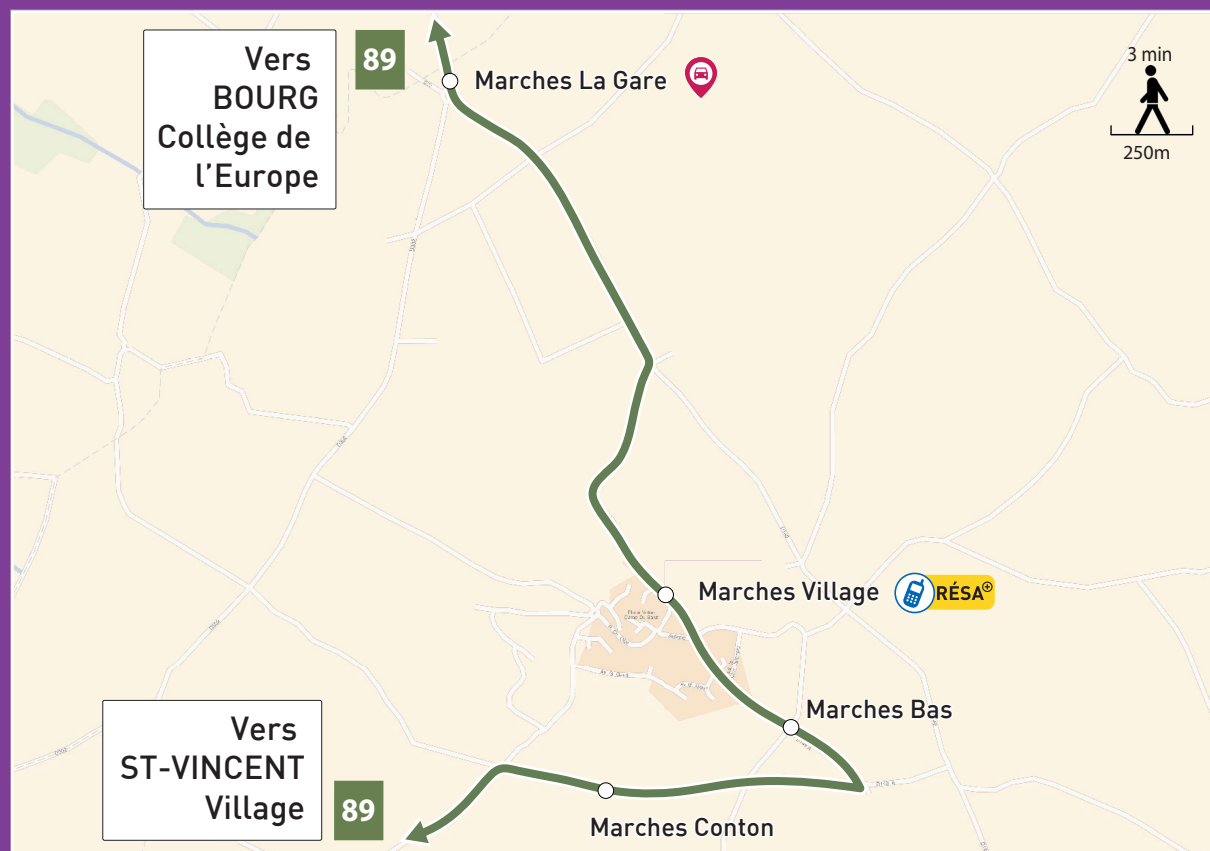 Vers
BOURG
Collège de
l'Europe
89
Marches La Gare
3 min
250m
Marches Village
RÉSA⊕
Marches Bas
Vers
ST-VINCENT
Village
89
Marches Conton